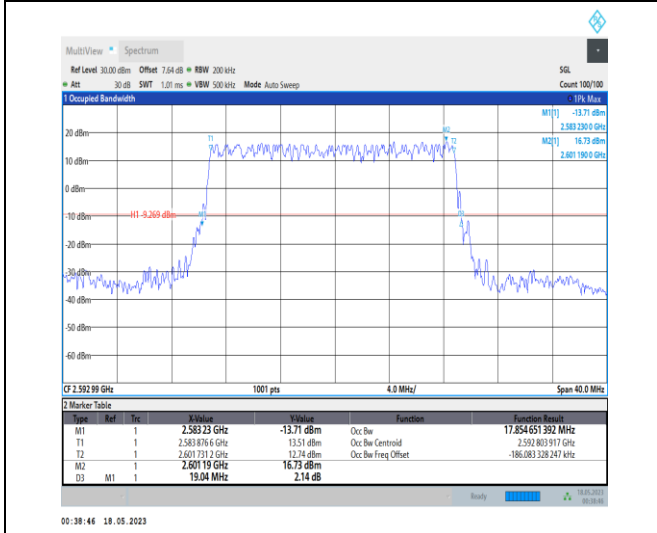 MultiView Spectrum
Ref Level 30.00 dBm Offset 7.64 dB RBW 200 kHz SGL
Att 30 dB SWT 1.01 ms VBW 500 kHz Mode Auto Sweep Count 100/100
1 Occupied Bandwidth 1Pk Max
M1[1] -13.71 dBm
2.583 230 0 GHz
M2[1] 16.73 dBm
2.601 190 0 GHz
20 dBm
M2
T1
T2
10 dBm
0 dBm
-10 dBm
H1 -9.269 dBm
M1
D3
-20 dBm
-30 dBm
-40 dBm
-50 dBm
-60 dBm
CF 2.592 99 GHz 1001 pts 4.0 MHz/ Span 40.0 MHz
2 Marker Table
Type Ref Trc X-Value Y-Value Function Function Result
M1 1 2.583 23 GHz -13.71 dBm Occ Bw 17.854 651 392 MHz
T1 1 2.583 876 6 GHz 13.51 dBm Occ Bw Centroid 2.592 803 917 GHz
T2 1 2.601 731 2 GHz 12.74 dBm Occ Bw Freq Offset -186.083 328 247 kHz
M2 1 2.601 19 GHz 16.73 dBm
D3 M1 1 19.04 MHz 2.14 dB
Ready 18.05.2023
00:38:46
00:38:46 18.05.2023